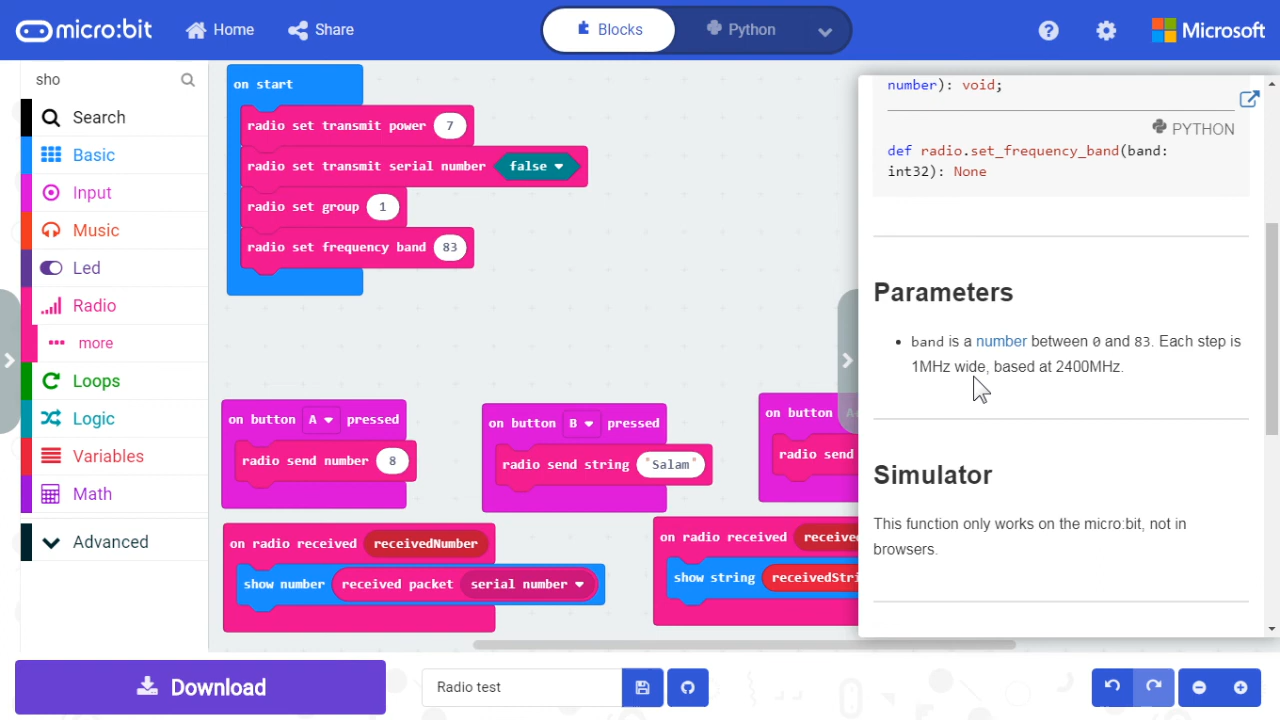 micro:bit
Home
Share
Blocks
Python
Microsoft
sho
Search
Basic
Input
Music
Led
Radio
more
Loops
Logic
Variables
Math
Advanced
on start
radio set transmit power 7
radio set transmit serial number false
radio set group 1
radio set frequency band 83
on button A pressed
radio send number 8
on button B pressed
radio send string "Salam"
on button
radio send
on radio received receivedNumber
show number received packet serial number
on radio received
show string
number): void;
PYTHON
def radio.set_frequency_band(band:
int32): None
Parameters
• band is a number between 0 and 83. Each step is
1MHz wide, based at 2400MHz.
Simulator
This function only works on the micro:bit, not in
browsers.
Download
Radio test